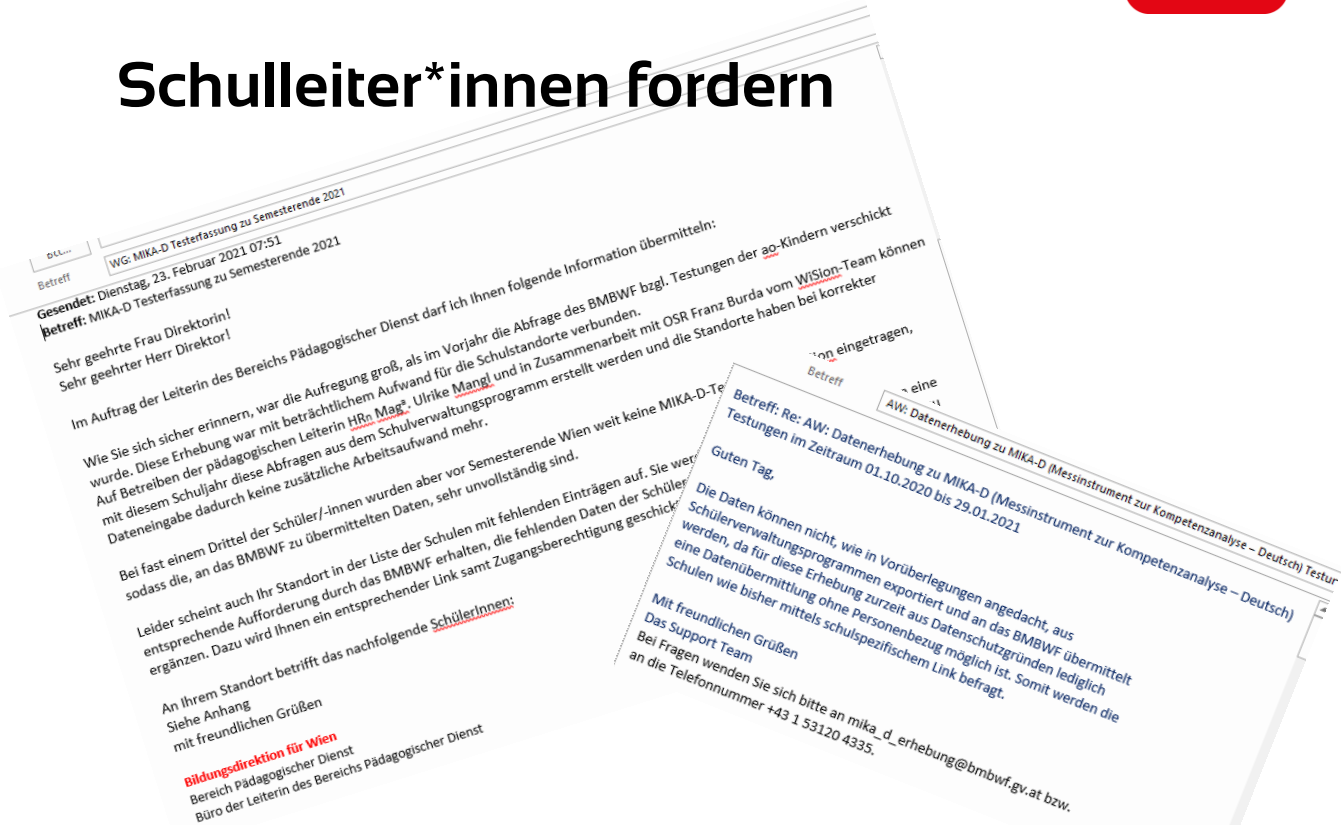 Schulleiter*innen fordern
Betreff
WG: MIKA-D Testerfassung zu Semesterende 2021
Gesendet: Dienstag, 23. Februar 2021 07:51
Betreff: MIKA-D Testerfassung zu Semesterende 2021
Sehr geehrte Frau Direktorin!
Sehr geehrter Herr Direktor!
Im Auftrag der Leiterin des Bereichs Pädagogischer Dienst darf ich Ihnen folgende Information übermitteln:
Wie Sie sich sicher erinnern, war die Aufregung groß, als im Vorjahr die Abfrage des BMBWF bzgl. Testungen der ao-Kindern verschickt
wurde. Diese Erhebung war mit beträchtlichem Aufwand für die Schulstandorte verbunden.
Auf Betreiben der pädagogischen Leiterin HRn Magª. Ulrike Mangl und in Zusammenarbeit mit OSR Franz Burda vom WiSion-Team können
mit diesem Schuljahr diese Abfragen aus dem Schulverwaltungsprogramm erstellt werden und die Standorte haben bei korrekter
Dateneingabe dadurch keine zusätzliche Arbeitsaufwand mehr.
Bei fast einem Drittel der Schüler/-innen wurden aber vor Semesterende Wien weit keine MIKA-D-Te
eingetragen,
sodass die, an das BMBWF zu übermittelten Daten, sehr unvollständig sind.
Leider scheint auch Ihr Standort in der Liste der Schulen mit fehlenden Einträgen auf. Sie wer
eine
entsprechende Aufforderung durch das BMBWF erhalten, die fehlenden Daten der Schüler
ergänzen. Dazu wird Ihnen ein entsprechender Link samt Zugangsberechtigung geschick
An Ihrem Standort betrifft das nachfolgende SchülerInnen:
Siehe Anhang
mit freundlichen Grüßen
Bildungsdirektion für Wien
Bereich Pädagogischer Dienst
Büro der Leiterin des Bereichs Pädagogischer Dienst
Betreff
AW: Datenerhebung zu MIKA-D (Messinstrument zur Kompetenzanalyse – Deutsch) Testur
Betreff: Re: AW: Datenerhebung zu MIKA-D (Messinstrument zur Kompetenzanalyse – Deutsch)
Testungen im Zeitraum 01.10.2020 bis 29.01.2021
Guten Tag,
Die Daten können nicht, wie in Vorüberlegungen angedacht, aus
Schülerverwaltungsprogrammen exportiert und an das BMBWF übermittelt
werden, da für diese Erhebung zurzeit aus Datenschutzgründen lediglich
eine Datenübermittlung ohne Personenbezug möglich ist. Somit werden die
Schulen wie bisher mittels schulspezifischem Link befragt.
Mit freundlichen Grüßen
Das Support Team
Bei Fragen wenden Sie sich bitte an mika_d_erhebung@bmbwf.gv.at bzw.
an die Telefonnummer +43 1 53120 4335.